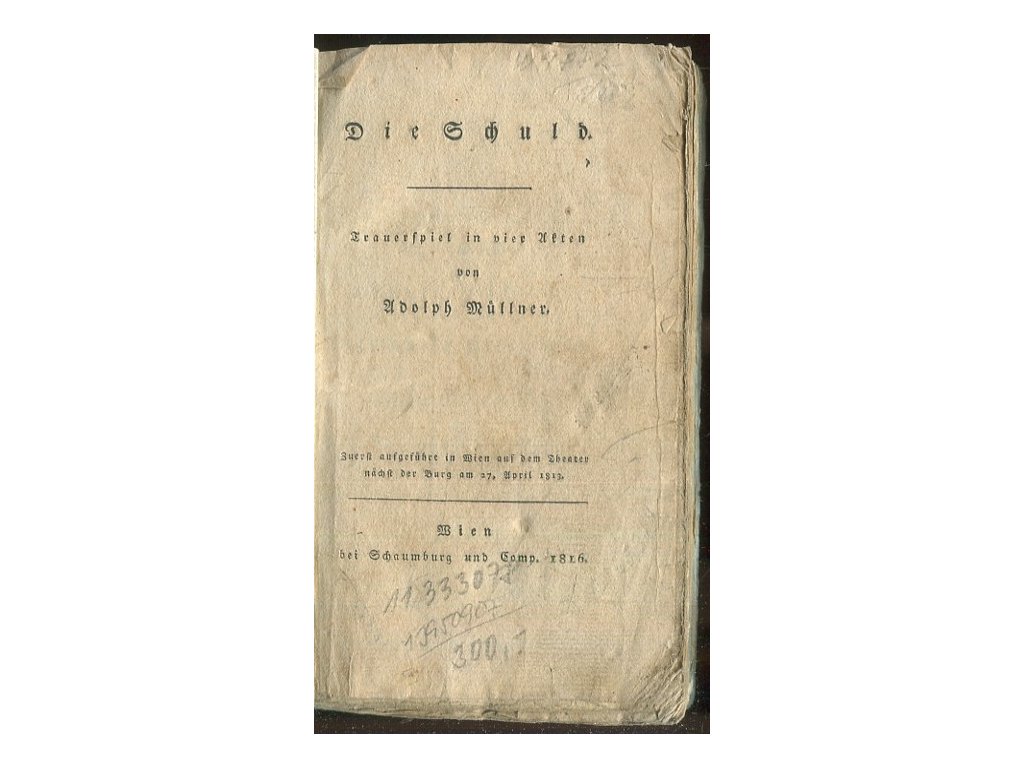 Die Schuld.
Trauerspiel in vier Akten
von
Adolph Müllner.
Zuerst aufgeführt in Wien auf dem Theater
nächst der Burg am 27. April 1813.
Wien
bei Schaumburg und Comp. 1816.
300,-